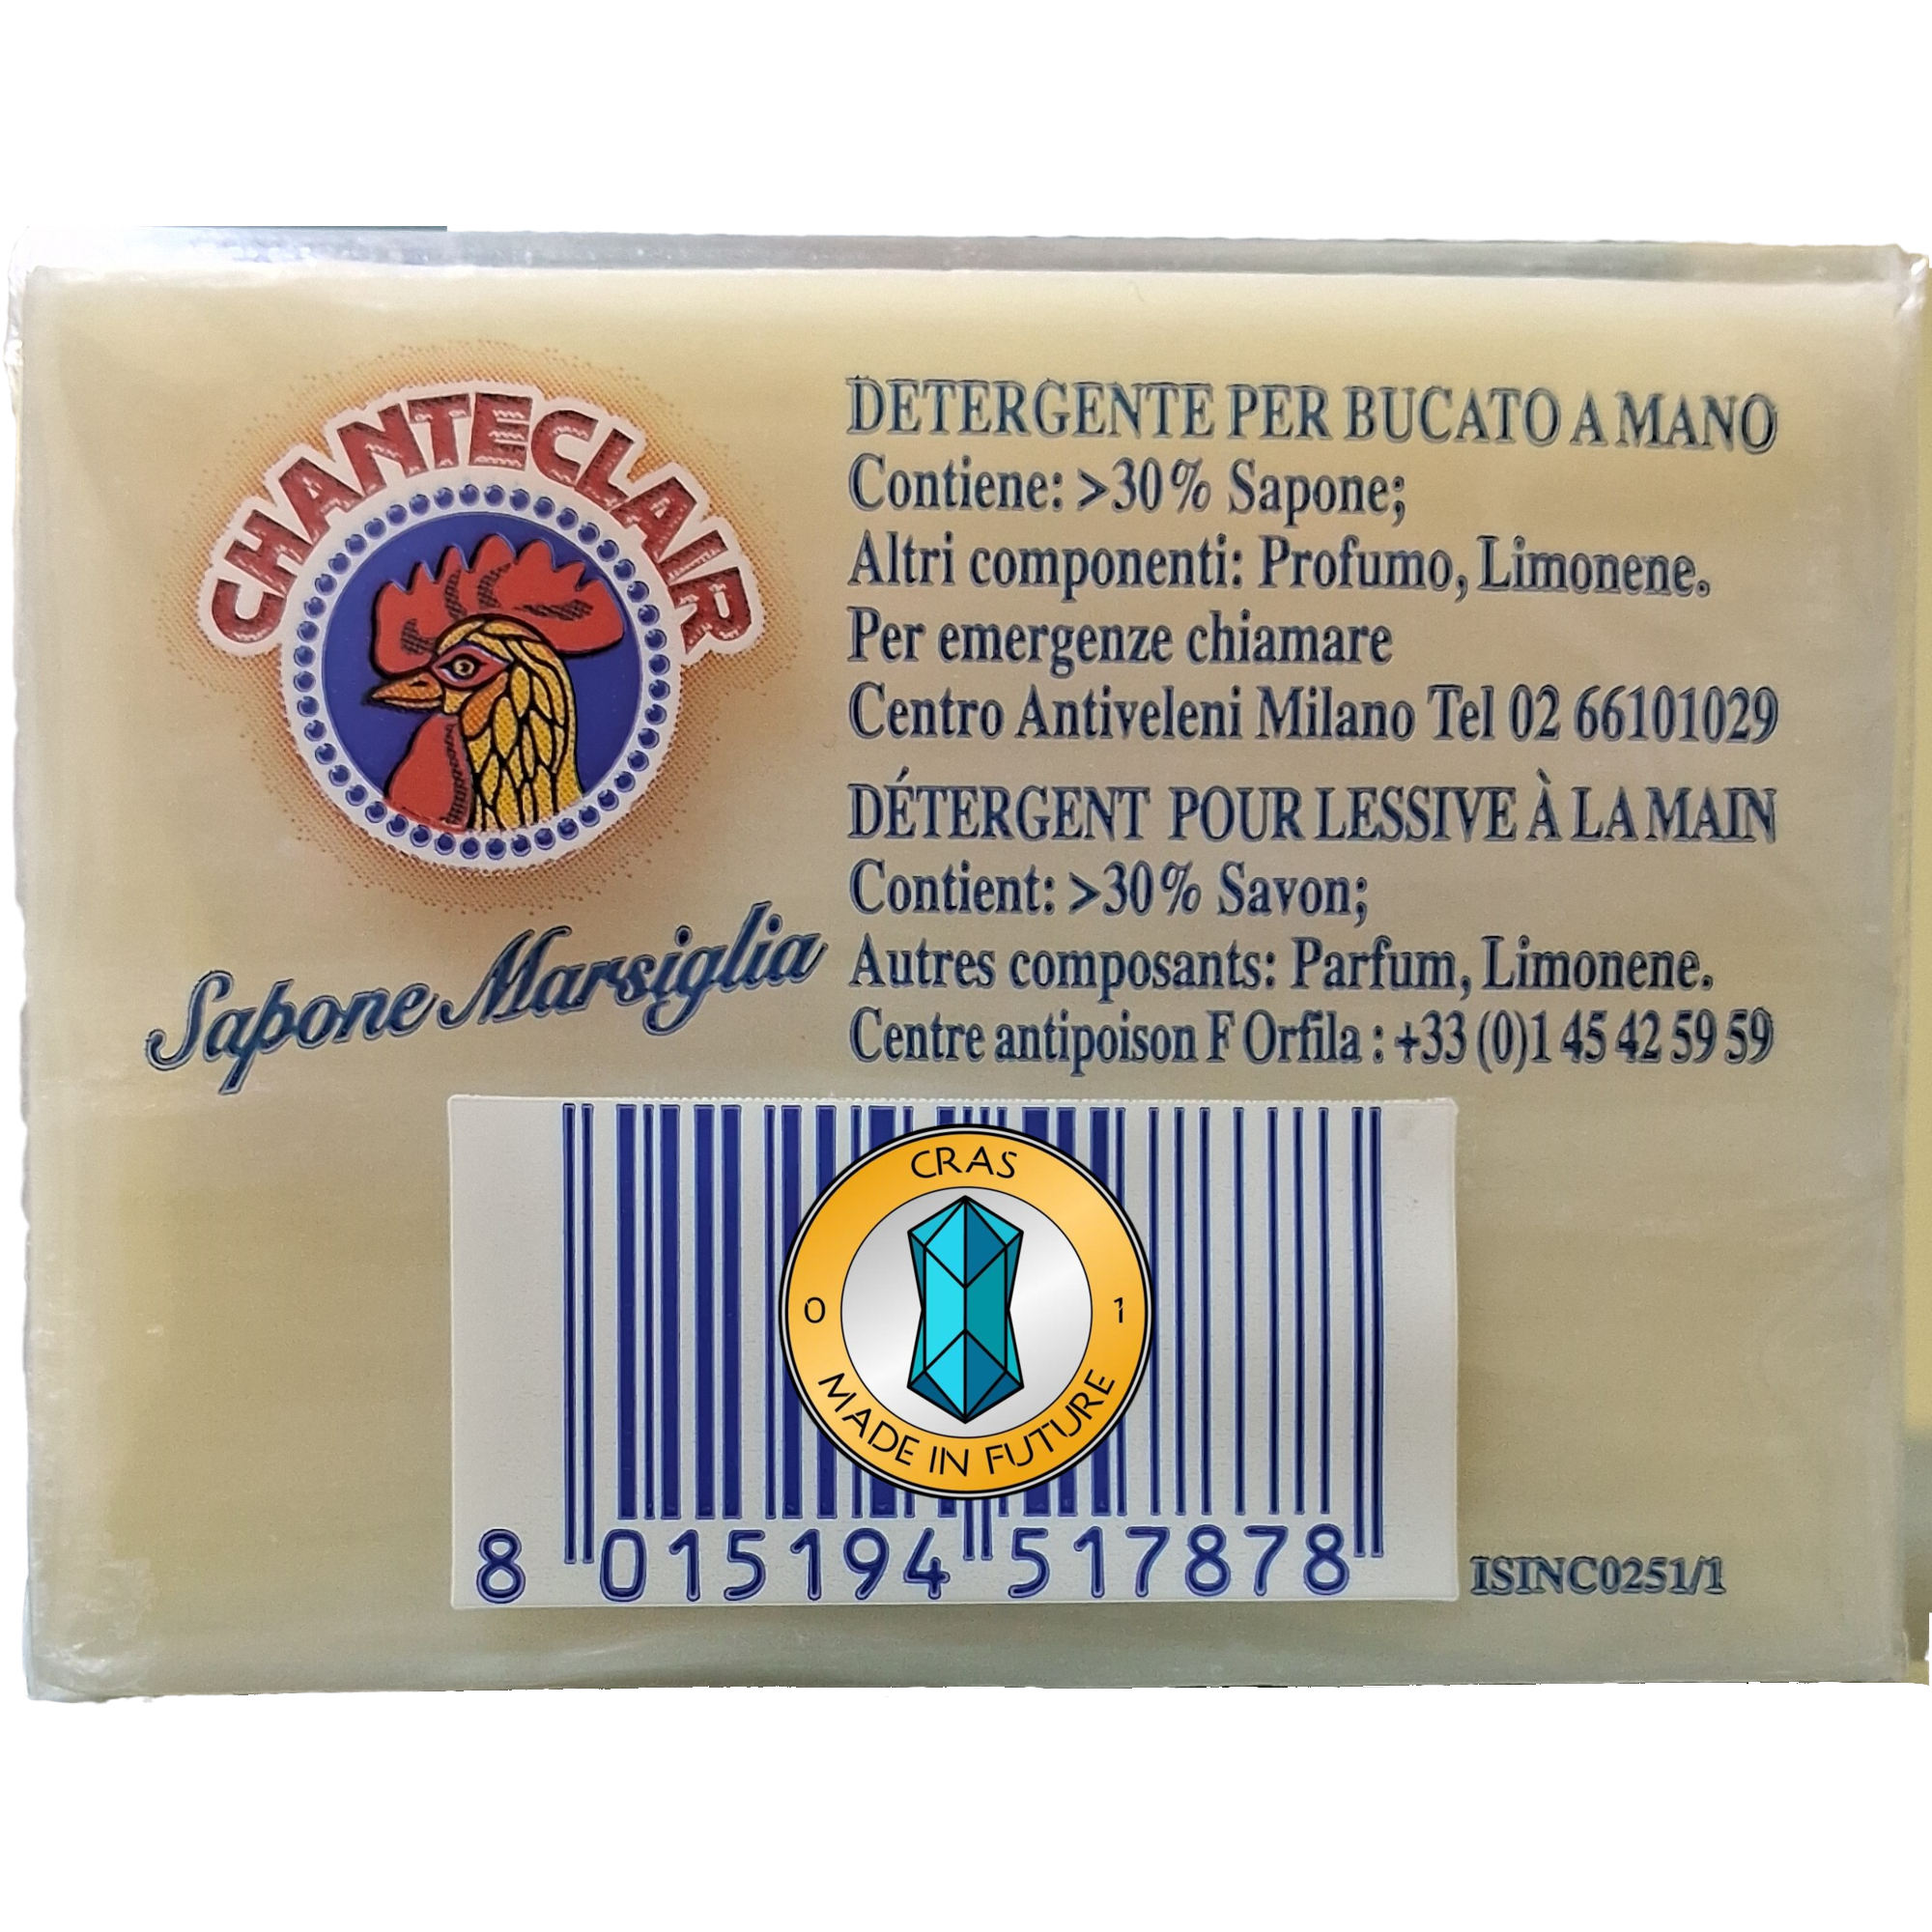 CHANTECLAIR
Sapone Marsiglia
DETERGENTE PER BUCATO A MANO
Contiene: >30% Sapone;
Altri componenti: Profumo, Limonene.
Per emergenze chiamare
Centro Antiveleni Milano Tel 02 66101029
DÉTERGENT POUR LESSIVE À LA MAIN
Contient: >30% Savon;
Autres composants: Parfum, Limonene.
Centre antipoison F Orfila : +33 (0)1 45 42 59 59
CRAS
0 1
MADE IN FUTURE
8 015194 517878
ISINC0251/1